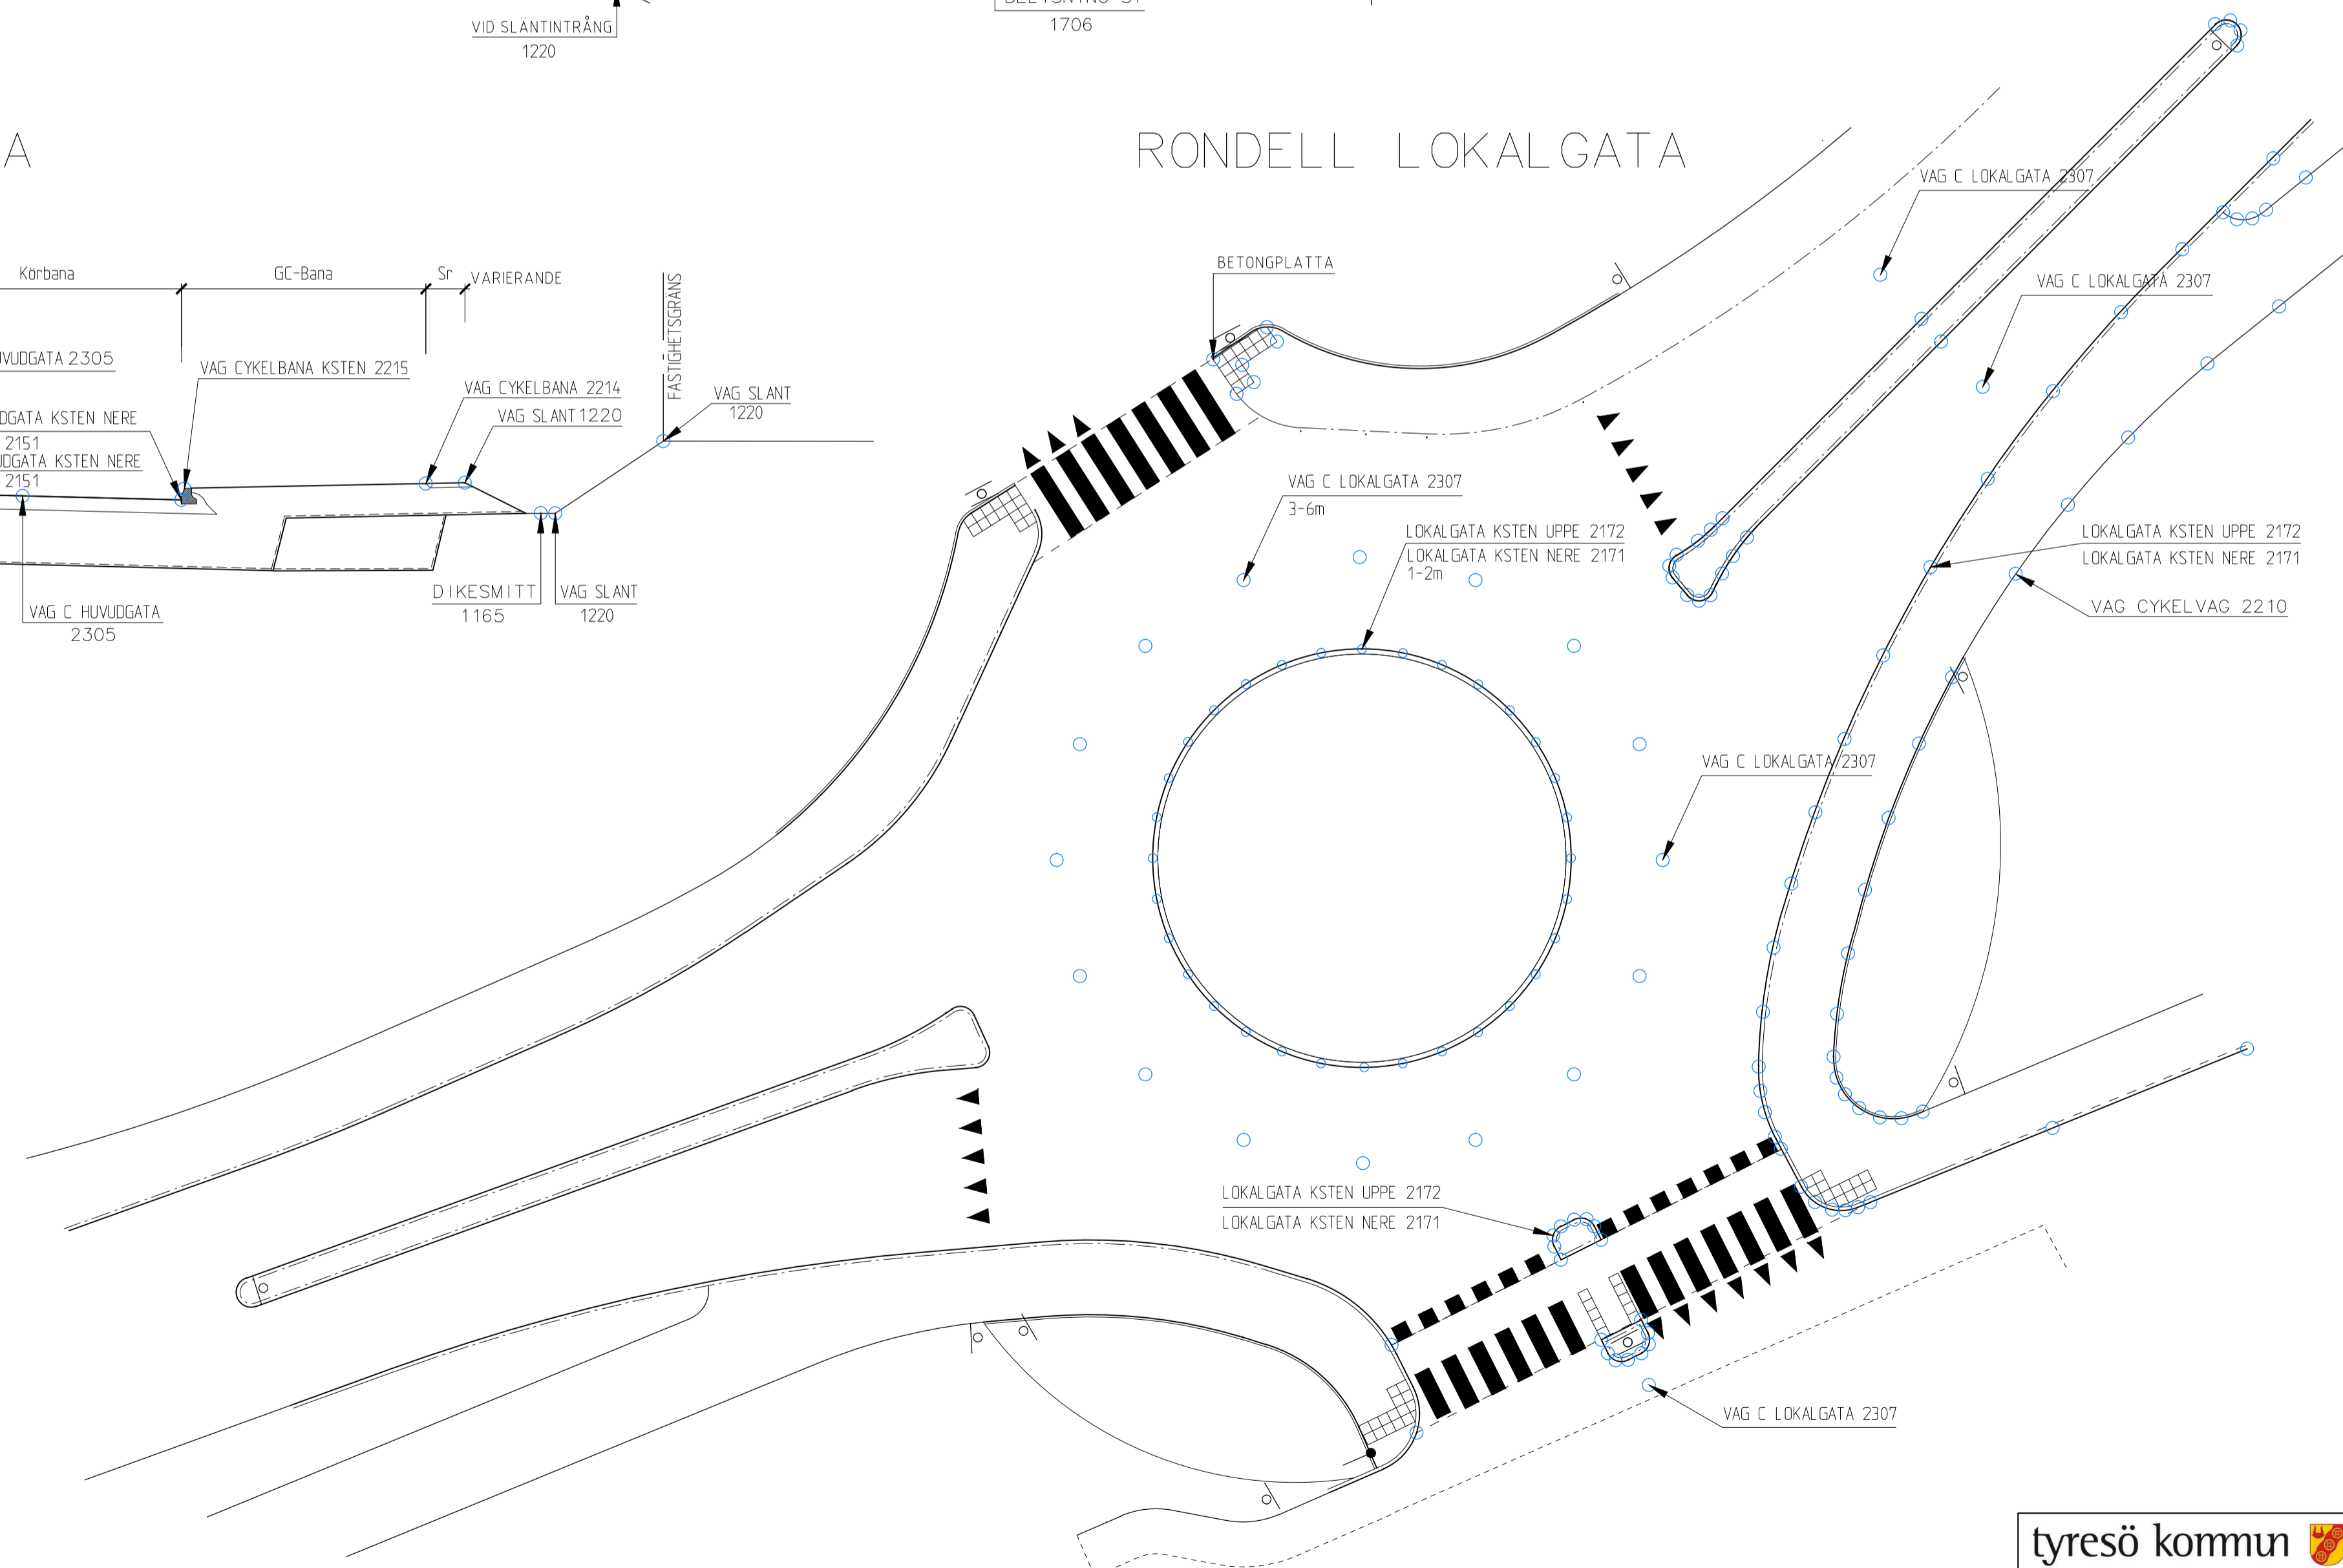 VID SLÄNTINTRÅNG
1220
1706
A
RONDELL LOKALGATA
Körbana
GC-Bana
Sr
VARIERANDE
FASTIGHETSGRÄNS
2305
VAG CYKELBANA KSTEN 2215
VAG CYKELBANA 2214
VAG SLANT 1220
VAG SLANT
1220
KSTEN NERE
2151
KSTEN NERE
2151
VAG C HUVUDGATA
2305
DIKESMITT
1165
VAG SLANT
1220
BETONGPLATTA
VAG C LOKALGATA 2307
VAG C LOKALGATA 2307
VAG C LOKALGATA 2307
3-6m
LOKALGATA KSTEN UPPE 2172
LOKALGATA KSTEN NERE 2171
1-2m
LOKALGATA KSTEN UPPE 2172
LOKALGATA KSTEN NERE 2171
VAG CYKELVAG 2210
VAG C LOKALGATA 2307
LOKALGATA KSTEN UPPE 2172
LOKALGATA KSTEN NERE 2171
VAG C LOKALGATA 2307
tyresö kommun